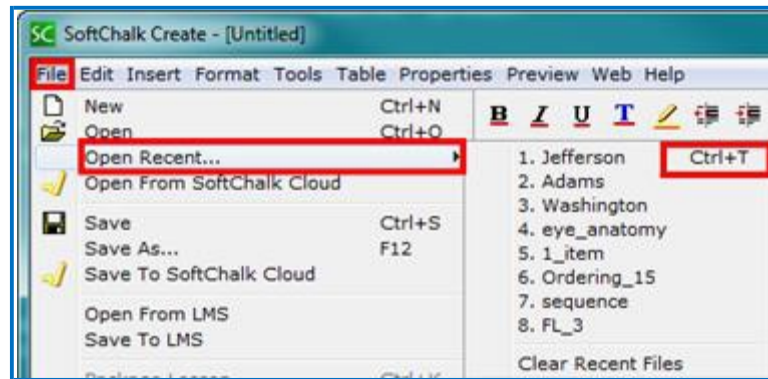 SC SoftChalk Create - [Untitled]
File Edit Insert Format Tools Table Properties Preview Web Help
New Ctrl+N
Open Ctrl+O
B I U T
Open Recent...
1. Jefferson Ctrl+T
Open From SoftChalk Cloud
2. Adams
3. Washington
Save Ctrl+S
4. eye_anatomy
Save As... F12
5. 1_item
Save To SoftChalk Cloud
6. Ordering_15
7. sequence
Open From LMS
8. FL_3
Save To LMS
Clear Recent Files